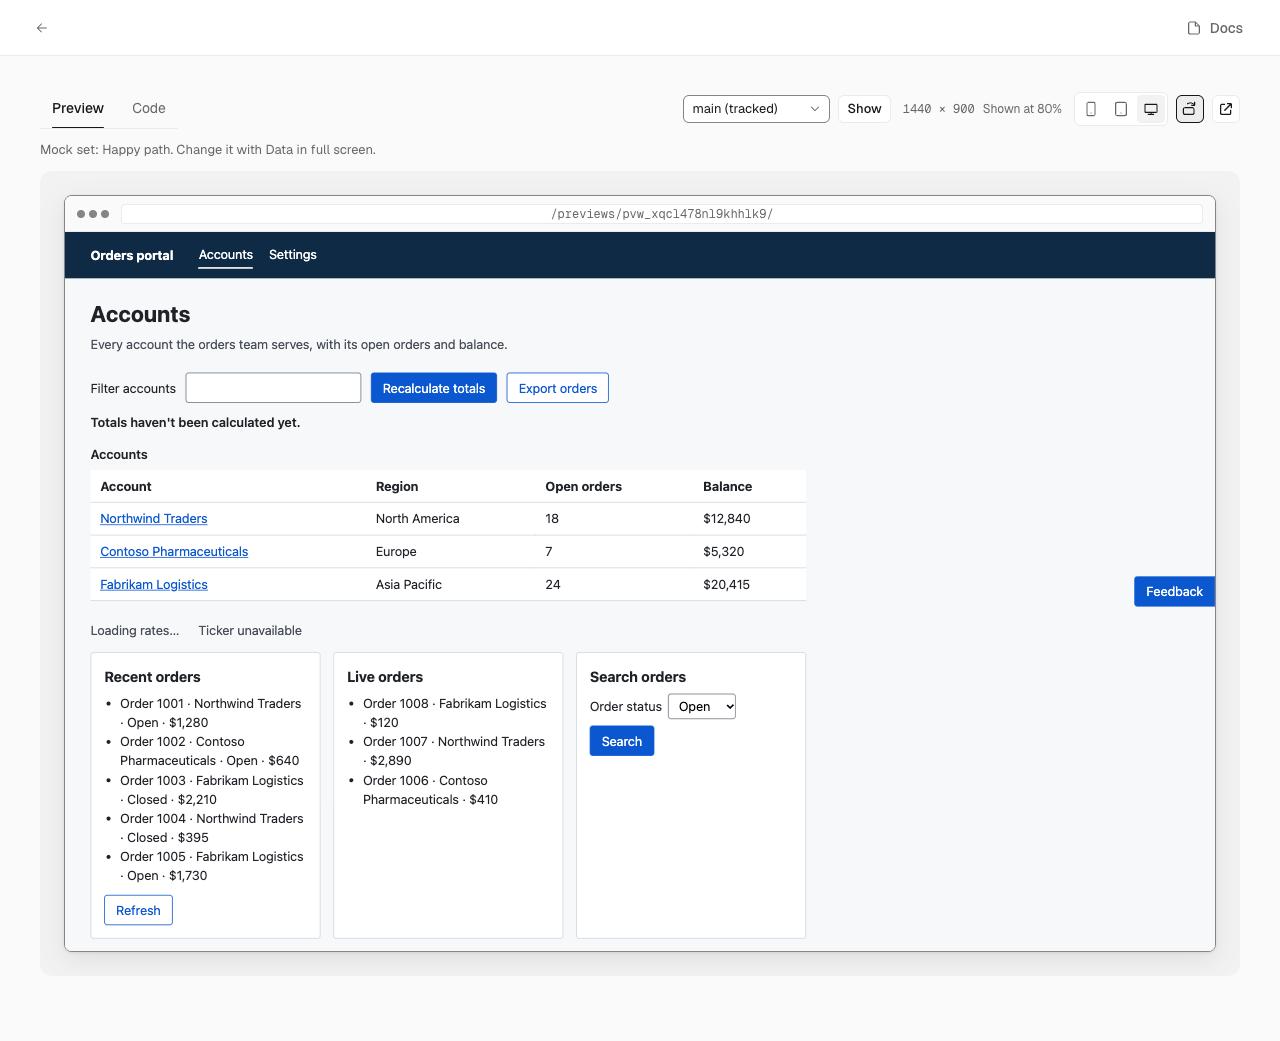 Docs
Preview
Code
main (tracked)
Show
1440 × 900 Shown at 80%
Mock set: Happy path. Change it with Data in full screen.
/previews/pvw_xqcl478nl9khhlk9/
Orders portal
Accounts
Settings
Accounts
Every account the orders team serves, with its open orders and balance.
Filter accounts
Recalculate totals
Export orders
Totals haven't been calculated yet.
Accounts
Account Region Open orders Balance
Northwind Traders North America 18 $12,840
Contoso Pharmaceuticals Europe 7 $5,320
Fabrikam Logistics Asia Pacific 24 $20,415
Feedback
Loading rates... Ticker unavailable
Recent orders
• Order 1001 · Northwind Traders
· Open · $1,280
• Order 1002 · Contoso
Pharmaceuticals · Open · $640
• Order 1003 · Fabrikam Logistics
· Closed · $2,210
• Order 1004 · Northwind Traders
· Closed · $395
• Order 1005 · Fabrikam Logistics
· Open · $1,730
Refresh
Live orders
• Order 1008 · Fabrikam Logistics
· $120
• Order 1007 · Northwind Traders
· $2,890
• Order 1006 · Contoso
Pharmaceuticals · $410
Search orders
Order status Open
Search